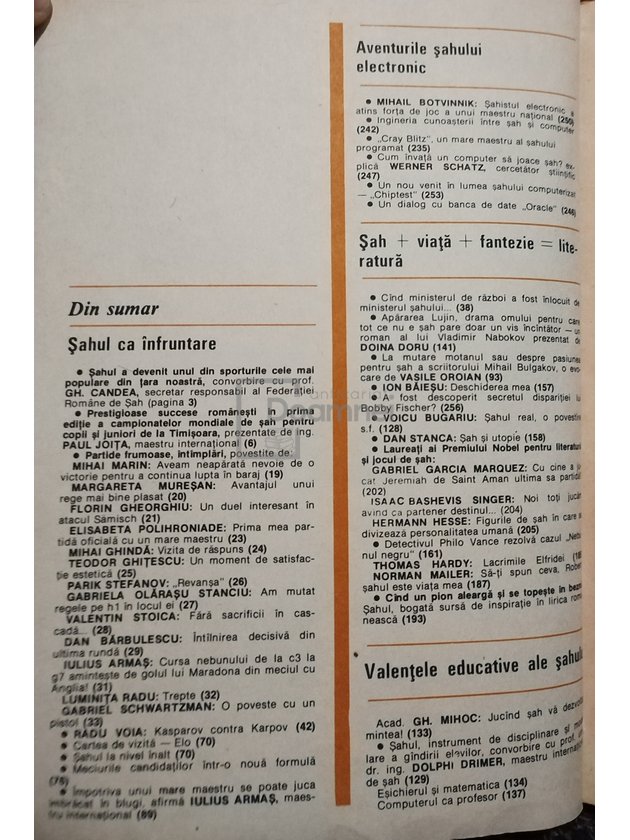 Din sumar
Şahul ca înfruntare
● Şahul a devenit unul din sporturile cele mai
populare din ţara noastră, convorbire cu prof.
GH. CANDEA, secretar responsabil al Federaţiei
Române de Şah (pagina 3)
● Prestigioase succese româneşti în prima
ediţie a campionatelor mondiale de şah pentru
copii şi juniori de la Timişoara, prezentate de ing.
PAUL JOIŢA, maestru internaţional (6)
● Partide frumoase, întîmplări, povestite de:
MIHAI MARIN: Aveam neapărată nevoie de o
victorie pentru a continua lupta în baraj (19)
MARGARETA MUREŞAN: Avantajul unui
rege mai bine plasat (20)
FLORIN GHEORGHIU: Un duel interesant în
atacul Sämisch (21)
ELISABETA POLIHRONIADE: Prima mea par-
tidă oficială cu un mare maestru (23)
MIHAI GHINDĂ: Vizita de răspuns (24)
TEODOR GHIŢESCU: Un moment de satisfac-
ţie estetică (25)
PARIK STEFANOV: „Revanşa" (26)
GABRIELA OLĂRAŞU STANCIU: Am mutat
regele pe h1 în locul ei (27)
VALENTIN STOICA: Fără sacrificii în cas-
cadă... (28)
DAN BĂRBULESCU: Întîlnirea decisivă din
ultima rundă (29)
IULIUS ARMAŞ: Cursa nebunului de la c3 la
g7 aminteşte de golul lui Maradona din meciul cu
Anglia! (31)
LUMINIŢA RADU: Trepte (32)
GABRIEL SCHWARTZMAN: O poveste cu un
pistol (33)
● RADU VOIA: Kasparov contra Karpov (42)
● Cartea de vizită — Elo (70)
● Şahul la nivel înalt (70)
● Meciurile candidaţilor într-o nouă formulă
(78)
● Împotriva unui mare maestru se poate juca
îmbrăcat în blugi, afirmă IULIUS ARMAŞ, maes-
tru internaţional (89)
Aventurile şahului
electronic
● MIHAIL BOTVINNIK: Şahistul electronic a
atins forţa de joc a unui maestru naţional (250)
● Ingineria cunoaşterii între şah şi computer
(242)
● „Cray Blitz", un mare maestru al şahului
programat (235)
● Cum învaţă un computer să joace şah? ex-
plică WERNER SCHATZ, cercetător ştiinţific
(247)
● Un nou venit în lumea şahului computerizat
— „Chiptest" (253)
● Un dialog cu banca de date „Oracle" (246)
Şah + viaţă + fantezie = lite-
ratură
● Cînd ministerul de război a fost înlocuit de
ministerul şahului... (38)
● Apărarea Lujin, drama omului pentru care
tot ce nu e şah pare doar un vis încîntător — un
roman al lui Vladimir Nabokov prezentat de
DOINA DORU (141)
● La mutare motanul sau despre pasiunea
pentru şah a scriitorului Mihail Bulgakov, o evo-
care de VASILE OROIAN (93)
● ION BĂIEŞU: Deschiderea mea (157)
● A fost descoperit secretul dispariţiei lui
Bobby Fischer? (256)
● VOICU BUGARIU: Şahul real, o povestire
s.f. (128)
● DAN STANCA: Şah şi utopie (158)
● Laureaţi ai Premiului Nobel pentru literatură
şi jocul de şah:
GABRIEL GARCIA MARQUEZ: Cu cine a ju-
cat Jeremiah de Saint Aman ultima sa partidă
(202)
ISAAC BASHEVIS SINGER: Noi toţi jucăm
avînd ca partener destinul... (204)
HERMANN HESSE: Figurile de şah în care se
divizează personalitatea umană (205)
● Detectivul Philo Vance rezolvă cazul „Nebu-
nul negru" (161)
THOMAS HARDY: Lacrimile Elfridei
NORMAN MAILER: Să-ţi spun ceva, Robert
şahul este viaţa mea (187)
● Cînd un pion aleargă şi se topeşte în beznă
Şahul, bogată sursă de inspiraţie în lirica româ-
nească (193)
Valenţele educative ale şahului
Acad. GH. MIHOC: Jucînd şah vă dezvoltaţi
mintea! (133)
● Şahul, instrument de disciplinare şi
lare a gîndirii elevilor, convorbire cu prof.
dr. ing. DOLPHI DRIMER, maestru internaţional
de şah (129)
Eşichierul şi matematica (134)
Computerul ca profesor (137)